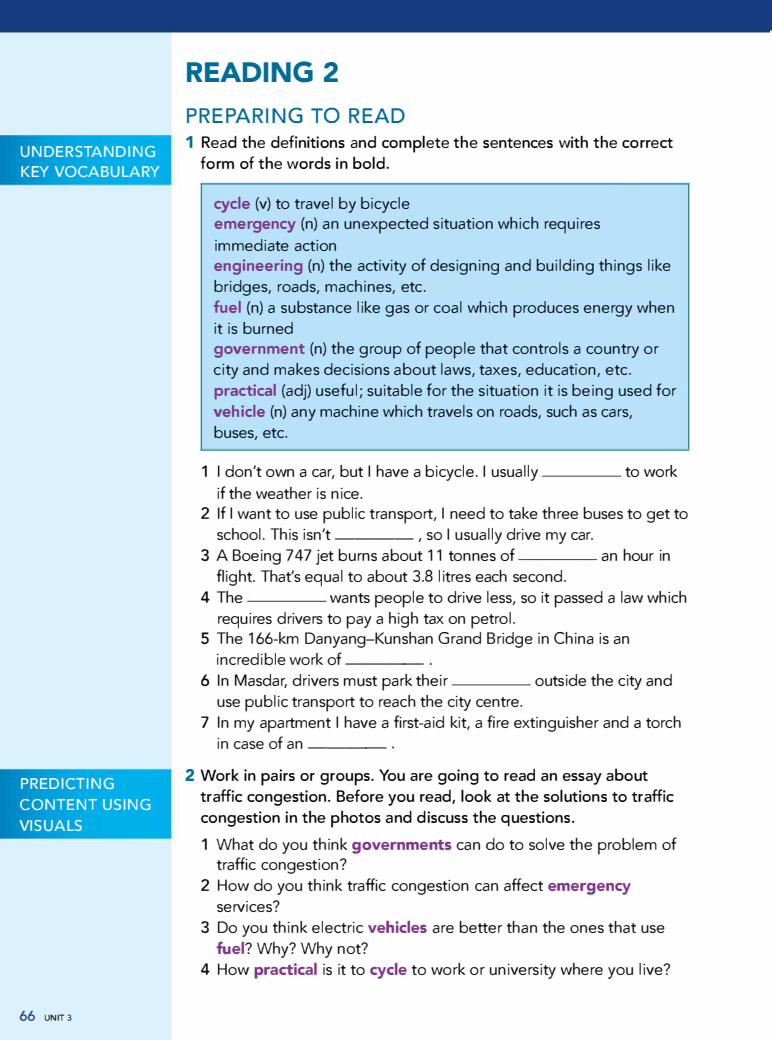 READING 2
PREPARING TO READ
UNDERSTANDING
KEY VOCABULARY
1 Read the definitions and complete the sentences with the correct
form of the words in bold.
cycle (v) to travel by bicycle
emergency (n) an unexpected situation which requires
immediate action
engineering (n) the activity of designing and building things like
bridges, roads, machines, etc.
fuel (n) a substance like gas or coal which produces energy when
it is burned
government (n) the group of people that controls a country or
city and makes decisions about laws, taxes, education, etc.
practical (adj) useful; suitable for the situation it is being used for
vehicle (n) any machine which travels on roads, such as cars,
buses, etc.
1 I don't own a car, but I have a bicycle. I usually __________ to work
if the weather is nice.
2 If I want to use public transport, I need to take three buses to get to
school. This isn't __________ , so I usually drive my car.
3 A Boeing 747 jet burns about 11 tonnes of __________ an hour in
flight. That's equal to about 3.8 litres each second.
4 The __________ wants people to drive less, so it passed a law which
requires drivers to pay a high tax on petrol.
5 The 166-km Danyang–Kunshan Grand Bridge in China is an
incredible work of __________ .
6 In Masdar, drivers must park their __________ outside the city and
use public transport to reach the city centre.
7 In my apartment I have a first-aid kit, a fire extinguisher and a torch
in case of an __________ .
PREDICTING
CONTENT USING
VISUALS
2 Work in pairs or groups. You are going to read an essay about
traffic congestion. Before you read, look at the solutions to traffic
congestion in the photos and discuss the questions.
1 What do you think governments can do to solve the problem of
traffic congestion?
2 How do you think traffic congestion can affect emergency
services?
3 Do you think electric vehicles are better than the ones that use
fuel? Why? Why not?
4 How practical is it to cycle to work or university where you live?
66 UNIT 3